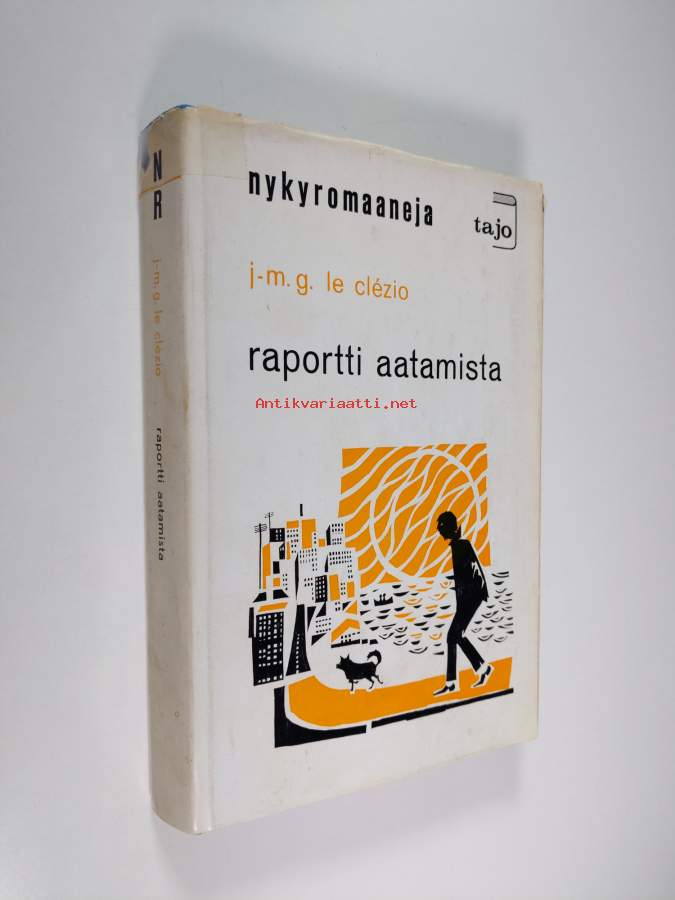 N
R
j-m.g. le clézio
raportti aatamista
nykyromaaneja
tajo
j-m.g. le clézio
raportti aatamista
Antikvariaatti.net